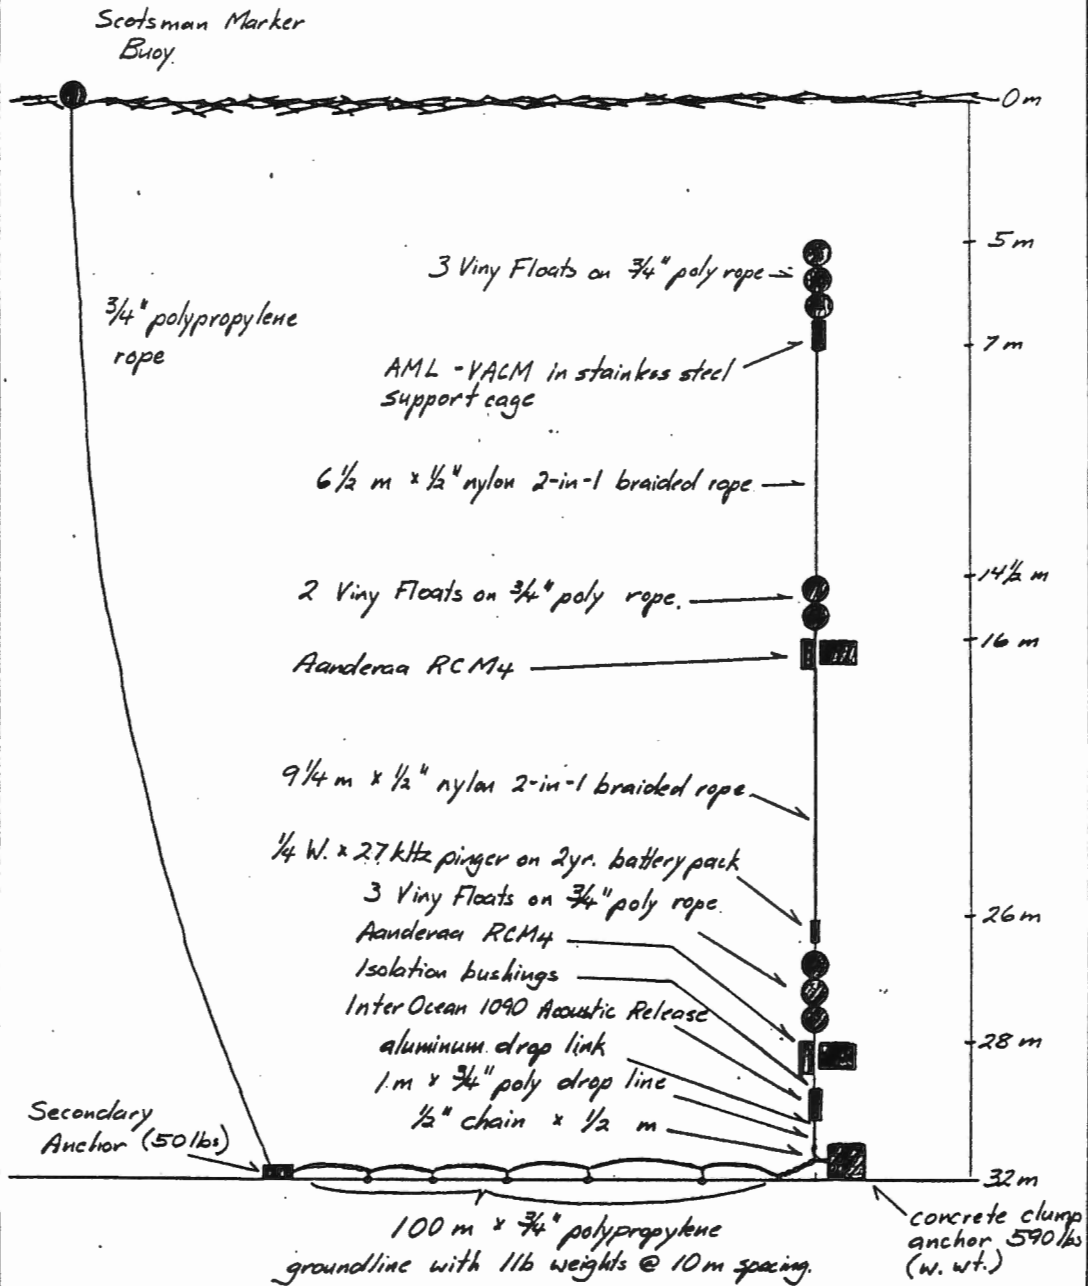 Scotsman Marker
Buoy.
0m
5m
3 Viny Floats on 3/4" poly rope
3/4" polypropylene
rope
7m
AML - VACM in stainless steel
support cage
6 1/2 m x 1/2" nylon 2-in-1 braided rope
14 1/2 m
2 Viny Floats on 3/4" poly rope.
16 m
Aanderaa RCM4
9 1/4 m x 1/2" nylon 2-in-1 braided rope
1/4 W. x 27 kHz pinger on 2yr. battery pack
3 Viny Floats on 3/4" poly rope
26 m
Aanderaa RCM4
Isolation bushings
Inter Ocean 1090 Acoustic Release
28 m
aluminum drop link
1 m x 3/4" poly drop line
1/2" chain x 1/2 m
Secondary
Anchor (50 lbs)
32m
100 m x 3/4" polypropylene
groundline with 1lb weights @ 10m spacing.
concrete clump
anchor 590 lbs
(w. wt.)